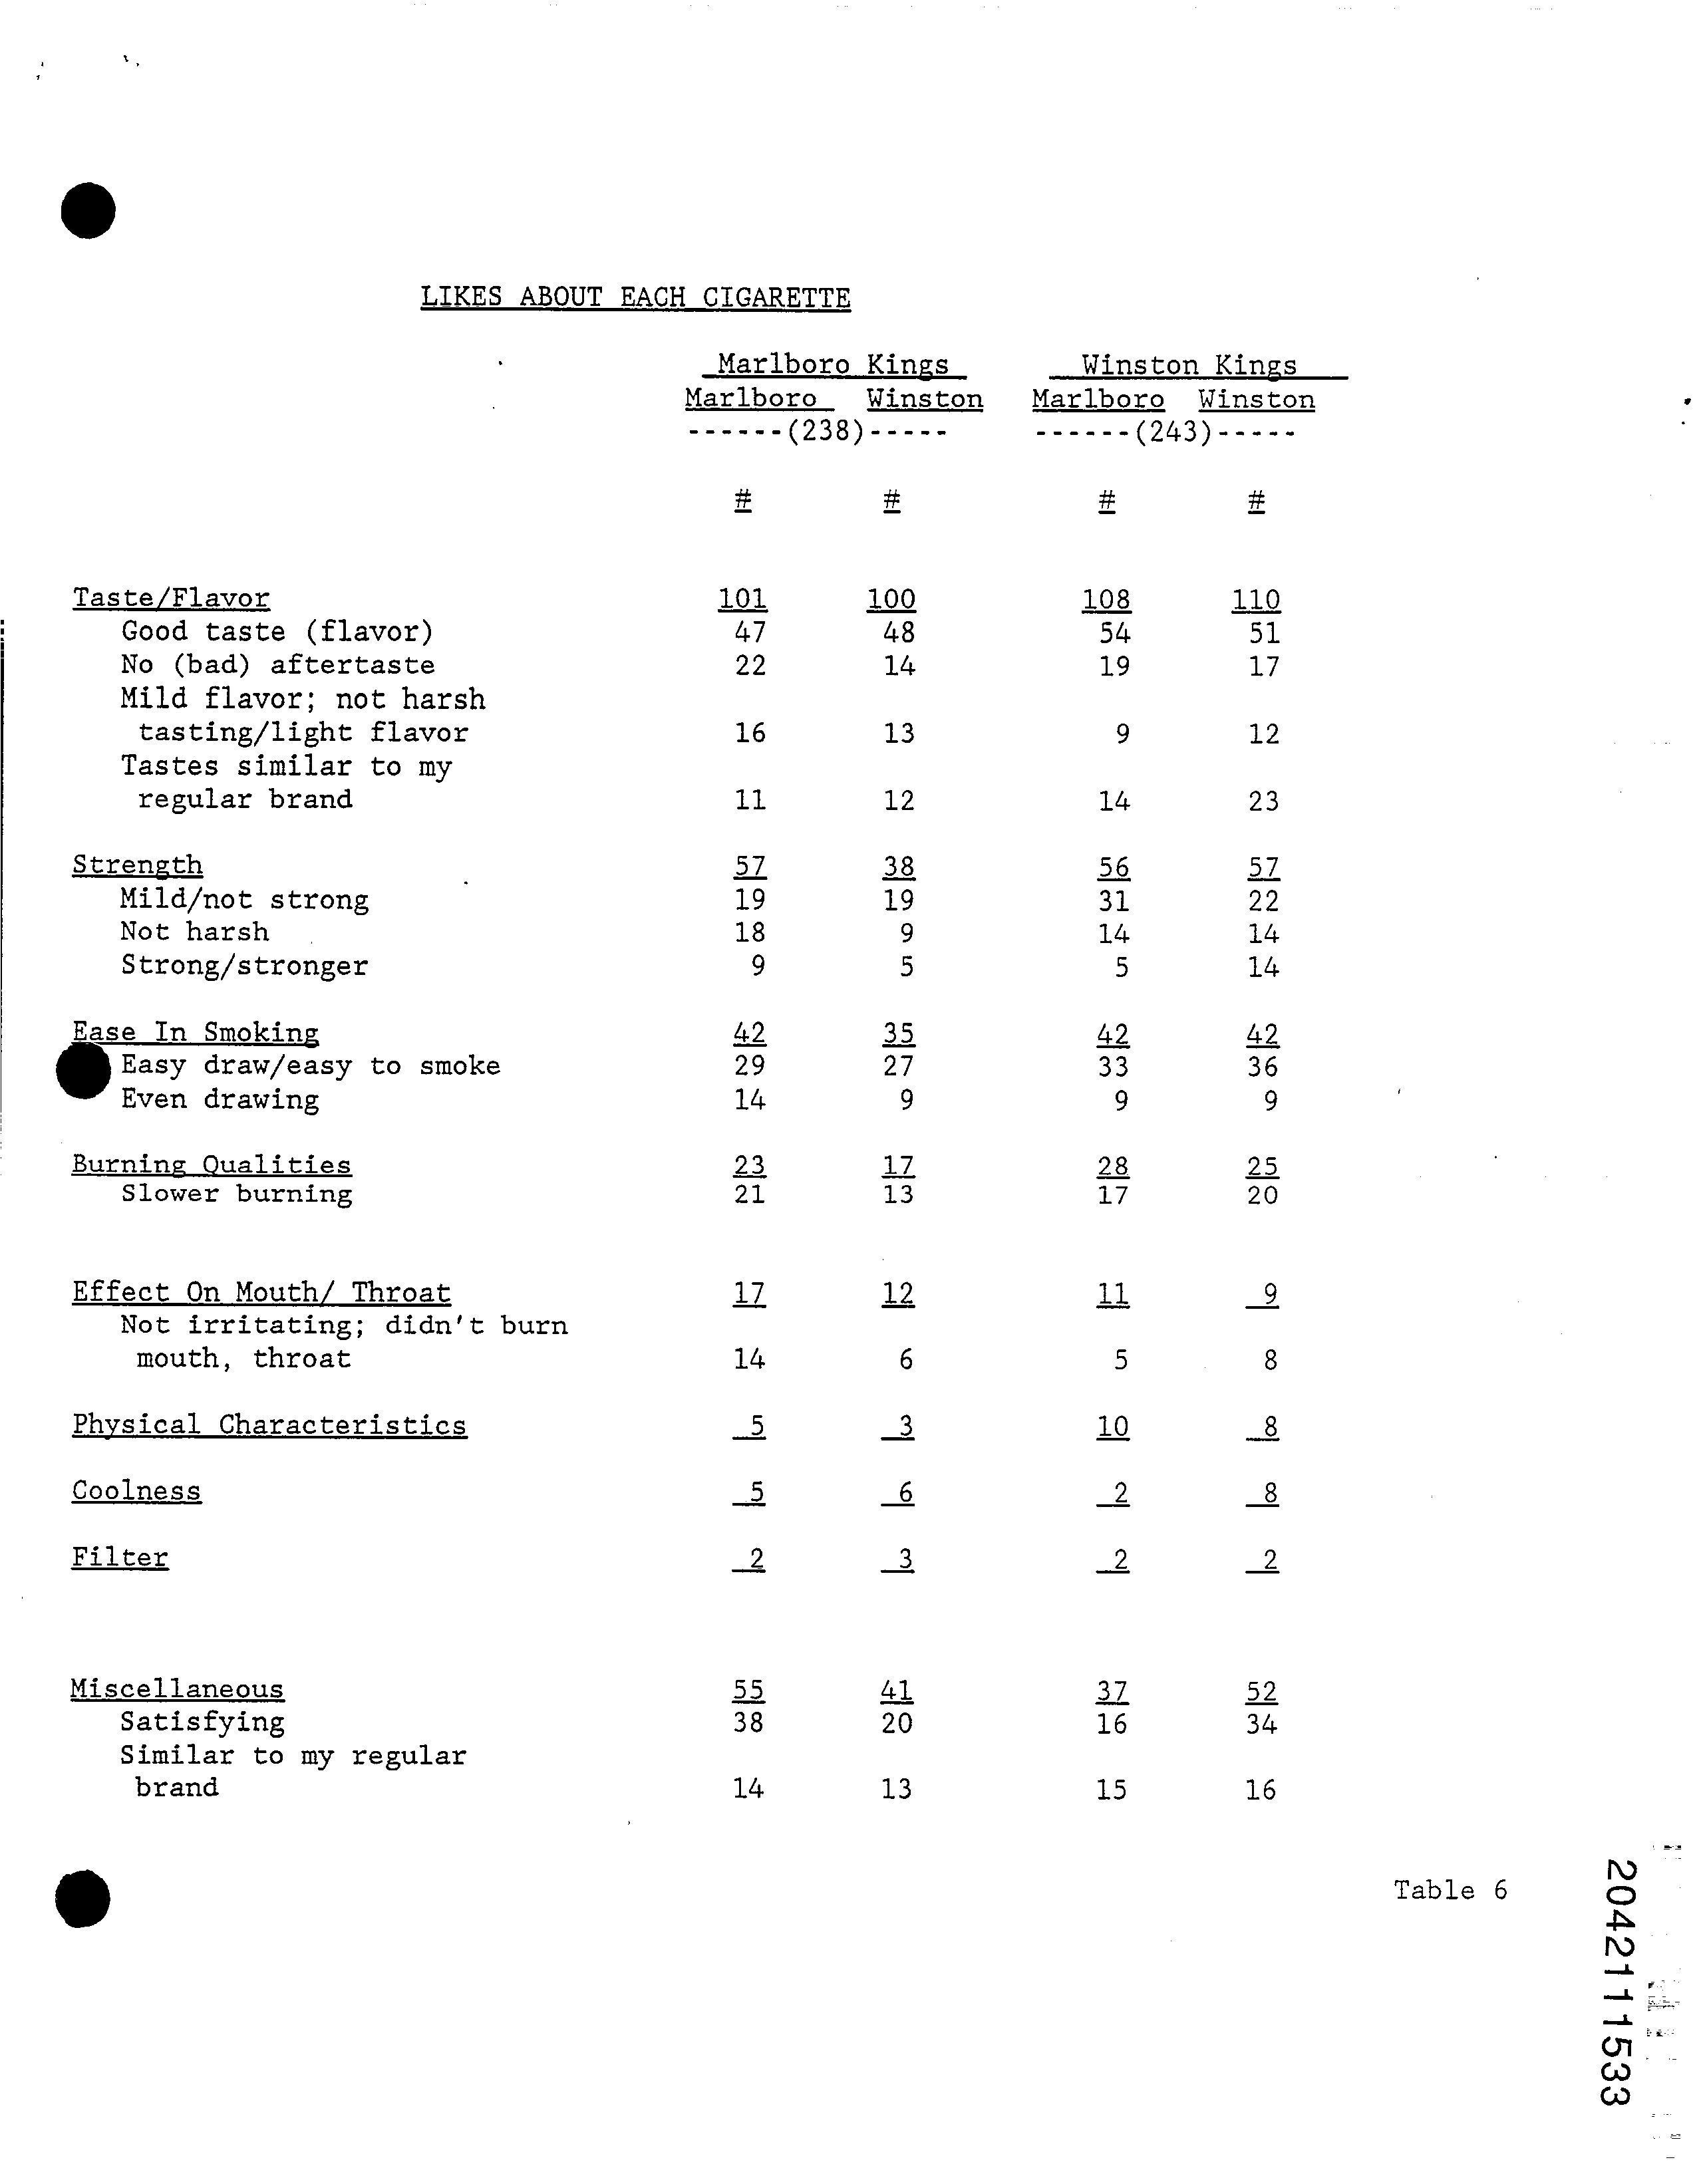 LIKES ABOUT EACH CIGARETTE
Marlboro Kings Winston Kings
Marlboro Winston Marlboro Winston
------(238)----- ------(243)-----
# # # #
Taste/Flavor 101 100 108 110
Good taste (flavor) 47 48 54 51
No (bad) aftertaste 22 14 19 17
Mild flavor; not harsh
tasting/light flavor 16 13 9 12
Tastes similar to my
regular brand 11 12 14 23
Strength 57 38 56 57
Mild/not strong 19 19 31 22
Not harsh 18 9 14 14
Strong/stronger 9 5 5 14
Ease In Smoking 42 35 42 42
Easy draw/easy to smoke 29 27 33 36
Even drawing 14 9 9 9
Burning Qualities 23 17 28 25
Slower burning 21 13 17 20
Effect On Mouth/ Throat 17 12 11 9
Not irritating; didn't burn
mouth, throat 14 6 5 8
Physical Characteristics 5 3 10 8
Coolness 5 6 2 8
Filter 2 3 2 2
Miscellaneous 55 41 37 52
Satisfying 38 20 16 34
Similar to my regular
brand 14 13 15 16
Table 6
2042111533